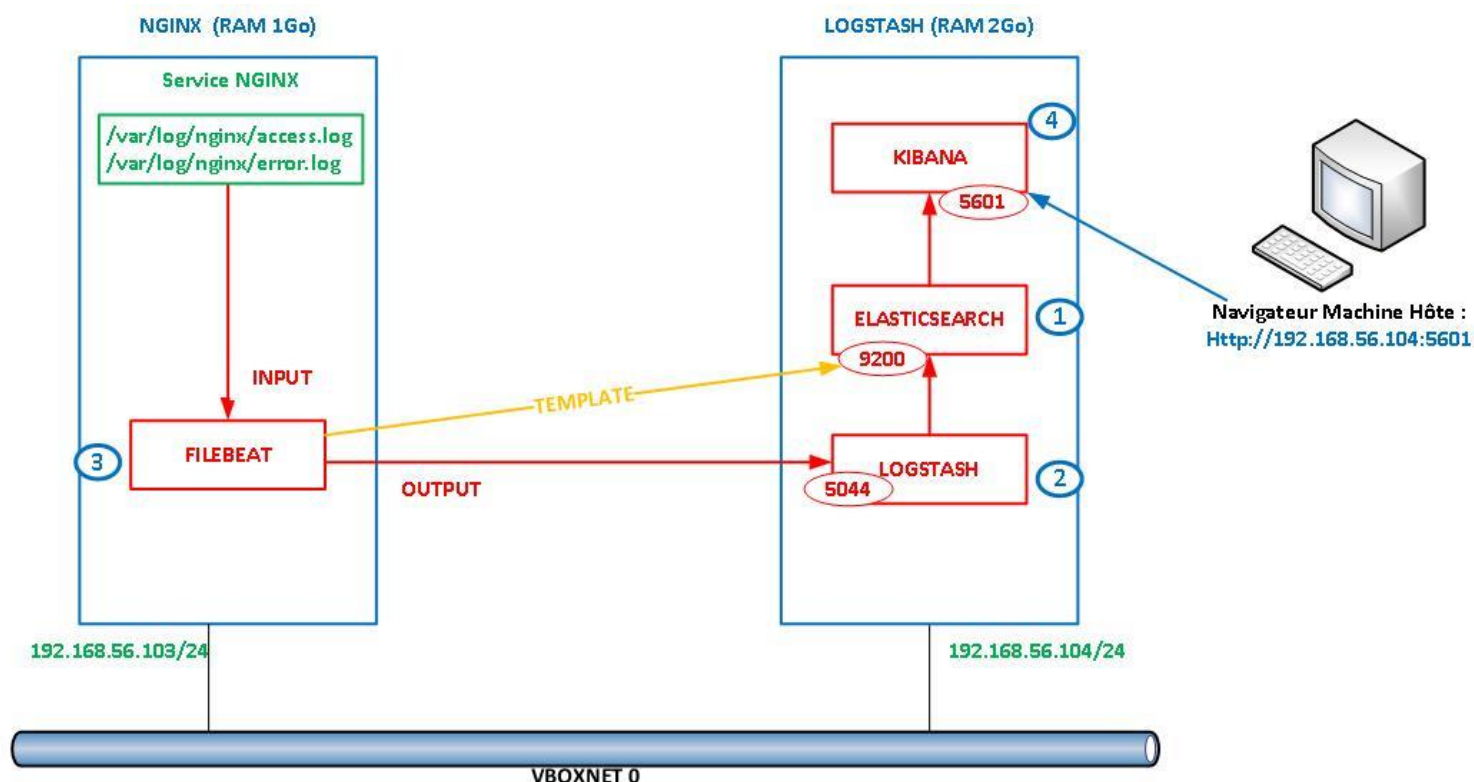 NGINX (RAM 1Go)
Service NGINX
/var/log/nginx/access.log
/var/log/nginx/error.log
INPUT
3
FILEBEAT
OUTPUT
TEMPLATE
LOGSTASH (RAM 2Go)
4
KIBANA
5601
ELASTICSEARCH
1
9200
LOGSTASH
2
5044
Navigateur Machine Hôte :
Http://192.168.56.104:5601
192.168.56.103/24
192.168.56.104/24
VBOXNET 0